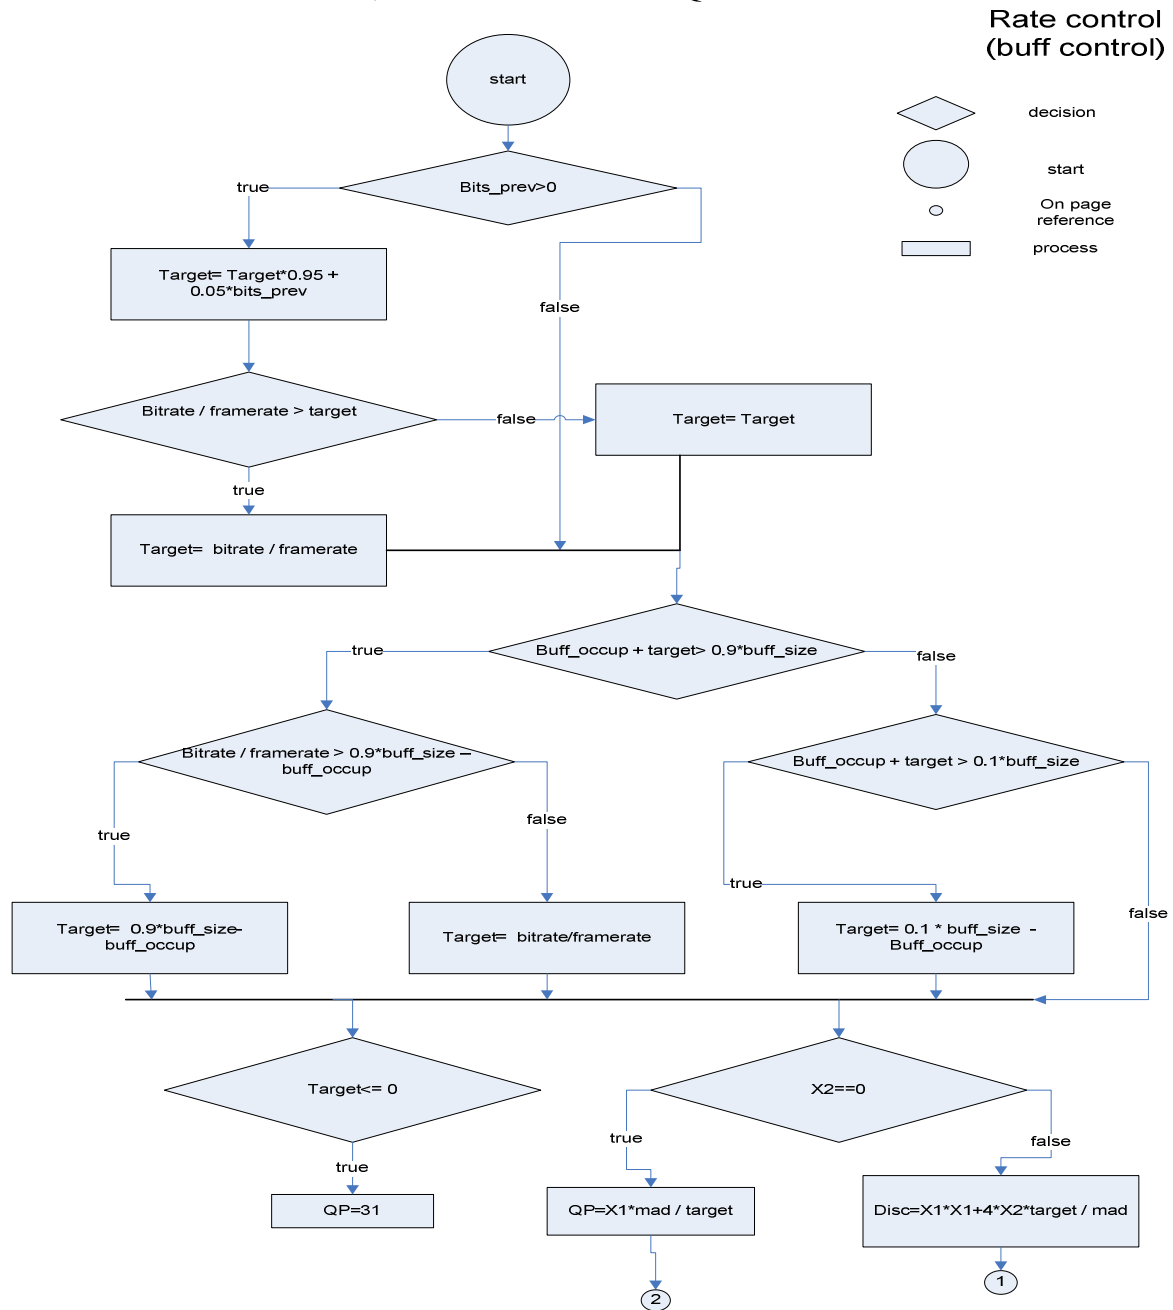 Rate control
(buff control)
start
decision
start
On page
reference
process
Bits_prev>0
true
false
Target= Target*0.95 +
0.05*bits_prev
Bitrate / framerate > target
false
Target= Target
true
Target=  bitrate / framerate
Buff_occup + target> 0.9*buff_size
true
false
Bitrate / framerate > 0.9*buff_size –
buff_occup
Buff_occup + target > 0.1*buff_size
true
false
true
false
Target=  0.9*buff_size-
buff_occup
Target=  bitrate/framerate
Target= 0.1 * buff_size  -
Buff_occup
Target<= 0
X2==0
true
true
false
QP=31
QP=X1*mad / target
Disc=X1*X1+4*X2*target / mad
2
1